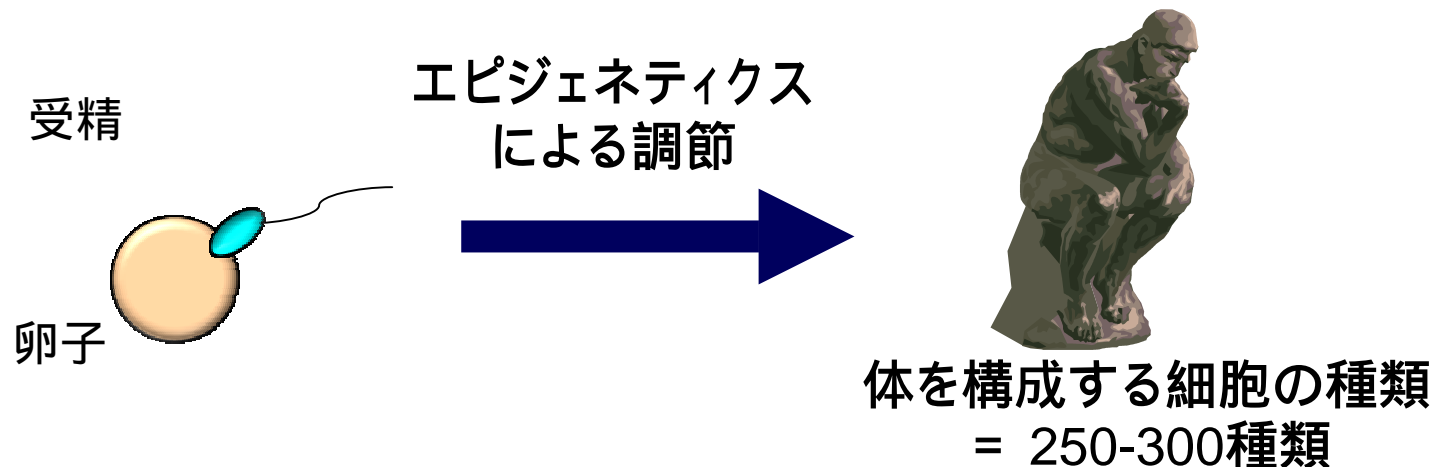 受精
卵子
エピジェネティクス
による調節
体を構成する細胞の種類
= 250-300種類